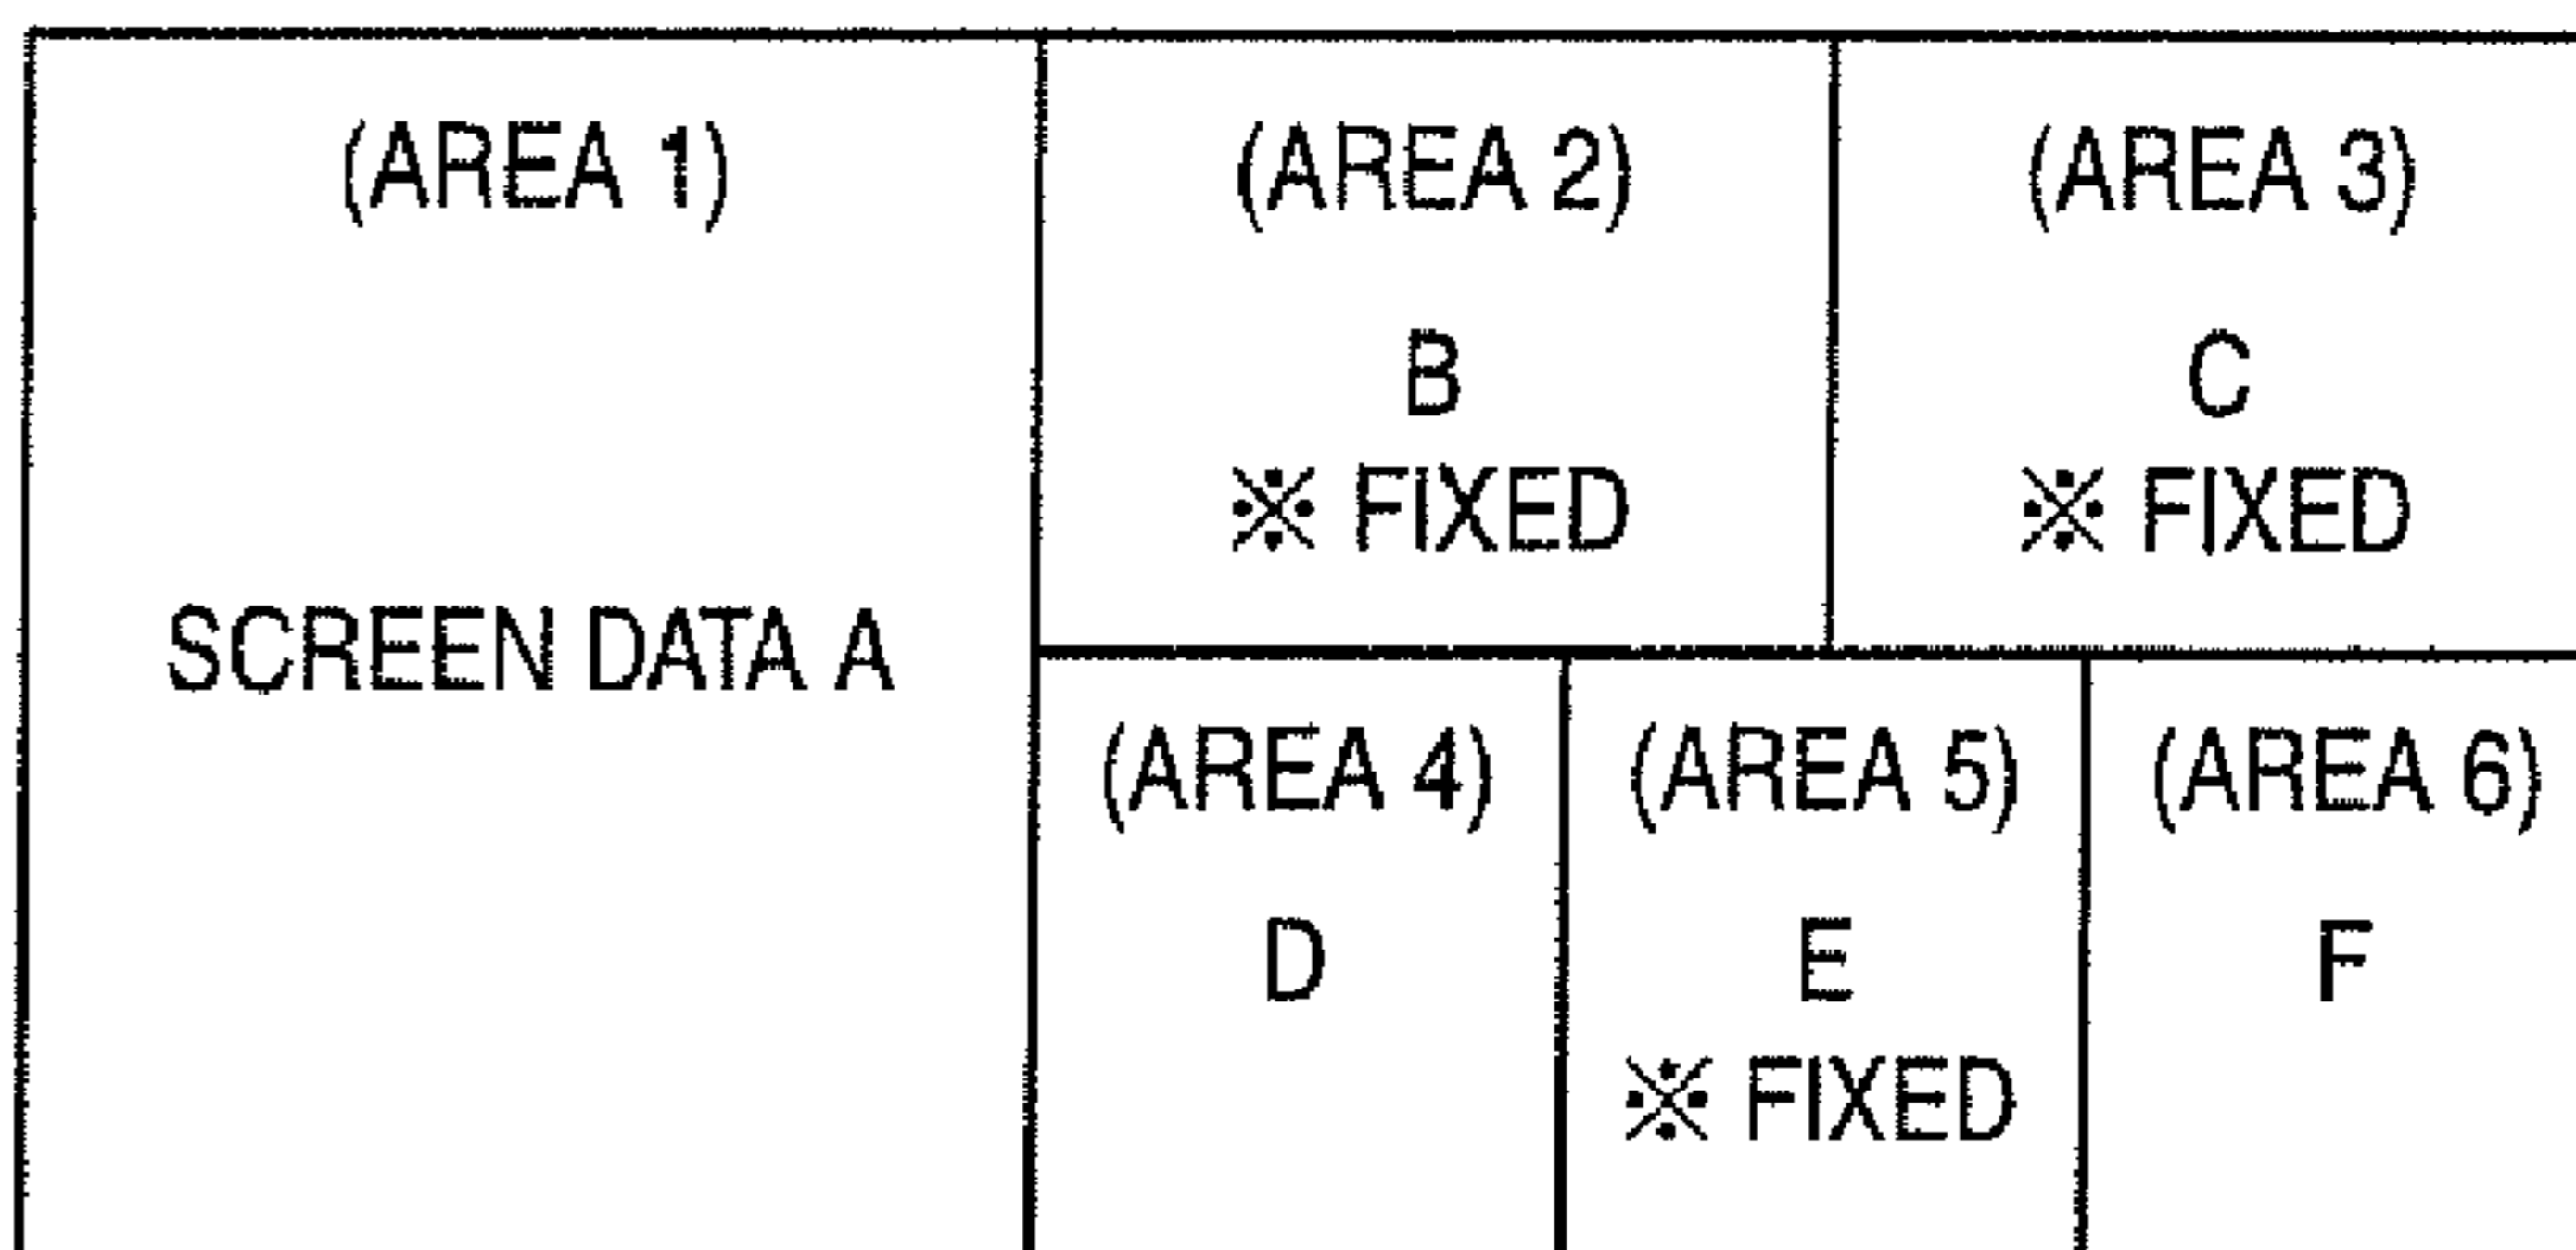 (AREA 1)
SCREEN DATA A
(AREA 2)
B
※ FIXED
(AREA 3)
C
※ FIXED
(AREA 4)
D
(AREA 5)
E
※ FIXED
(AREA 6)
F